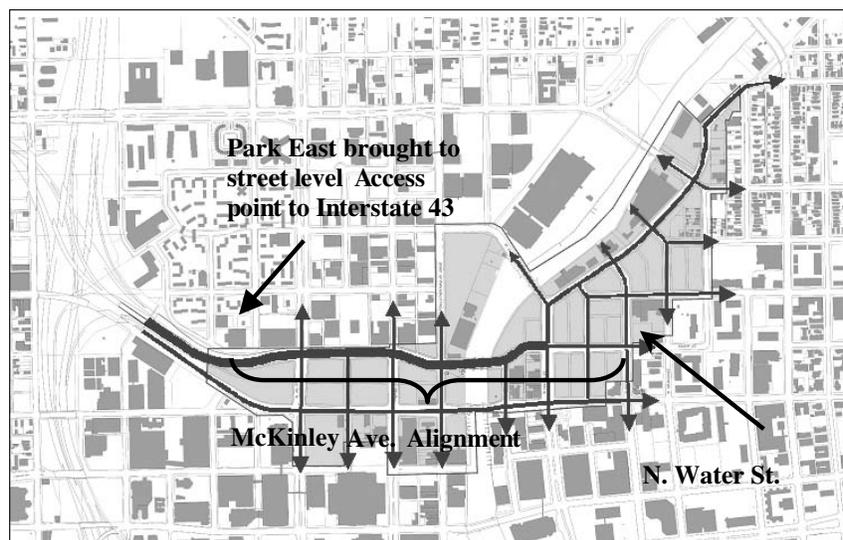 Park East brought to
street level Access
point to Interstate 43
McKinley Ave. Alignment
N. Water St.